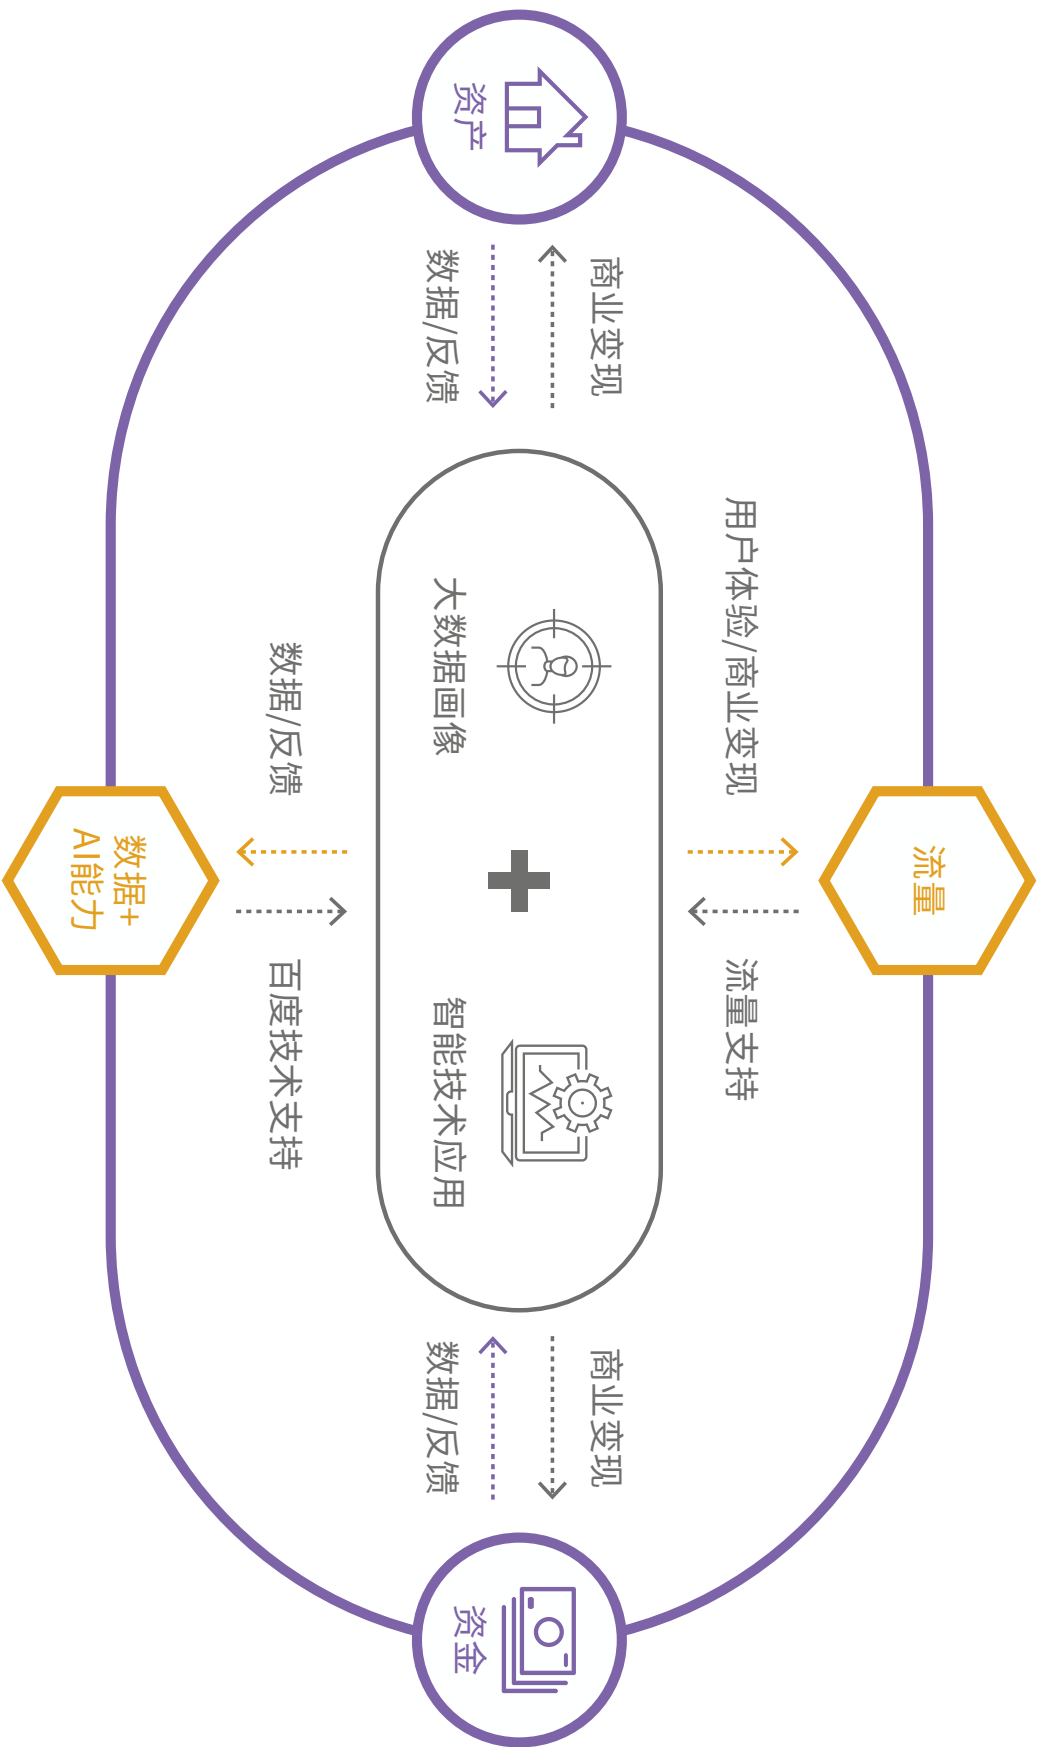 流量
用户体验/商业变现
流量支持
资产
商业变现
数据/反馈
大数据画像
智能技术应用
商业变现
数据/反馈
资金
数据/反馈
百度技术支持
数据+
AI能力